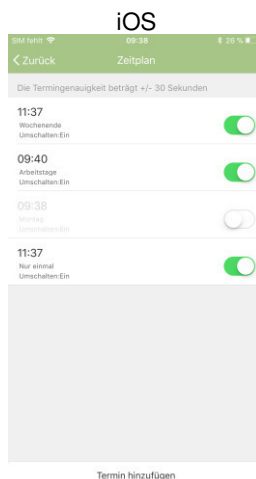 iOS
SIM fehlt 09:38 26 %
Zurück Zeitplan
Die Termingenauigkeit beträgt +/- 30 Sekunden
11:37
Wochenende
Umschalten:Ein
09:40
Arbeitstage
Umschalten:Ein
09:38
Montag
Umschalten:Ein
11:37
Nur einmal
Umschalten:Ein
Termin hinzufügen